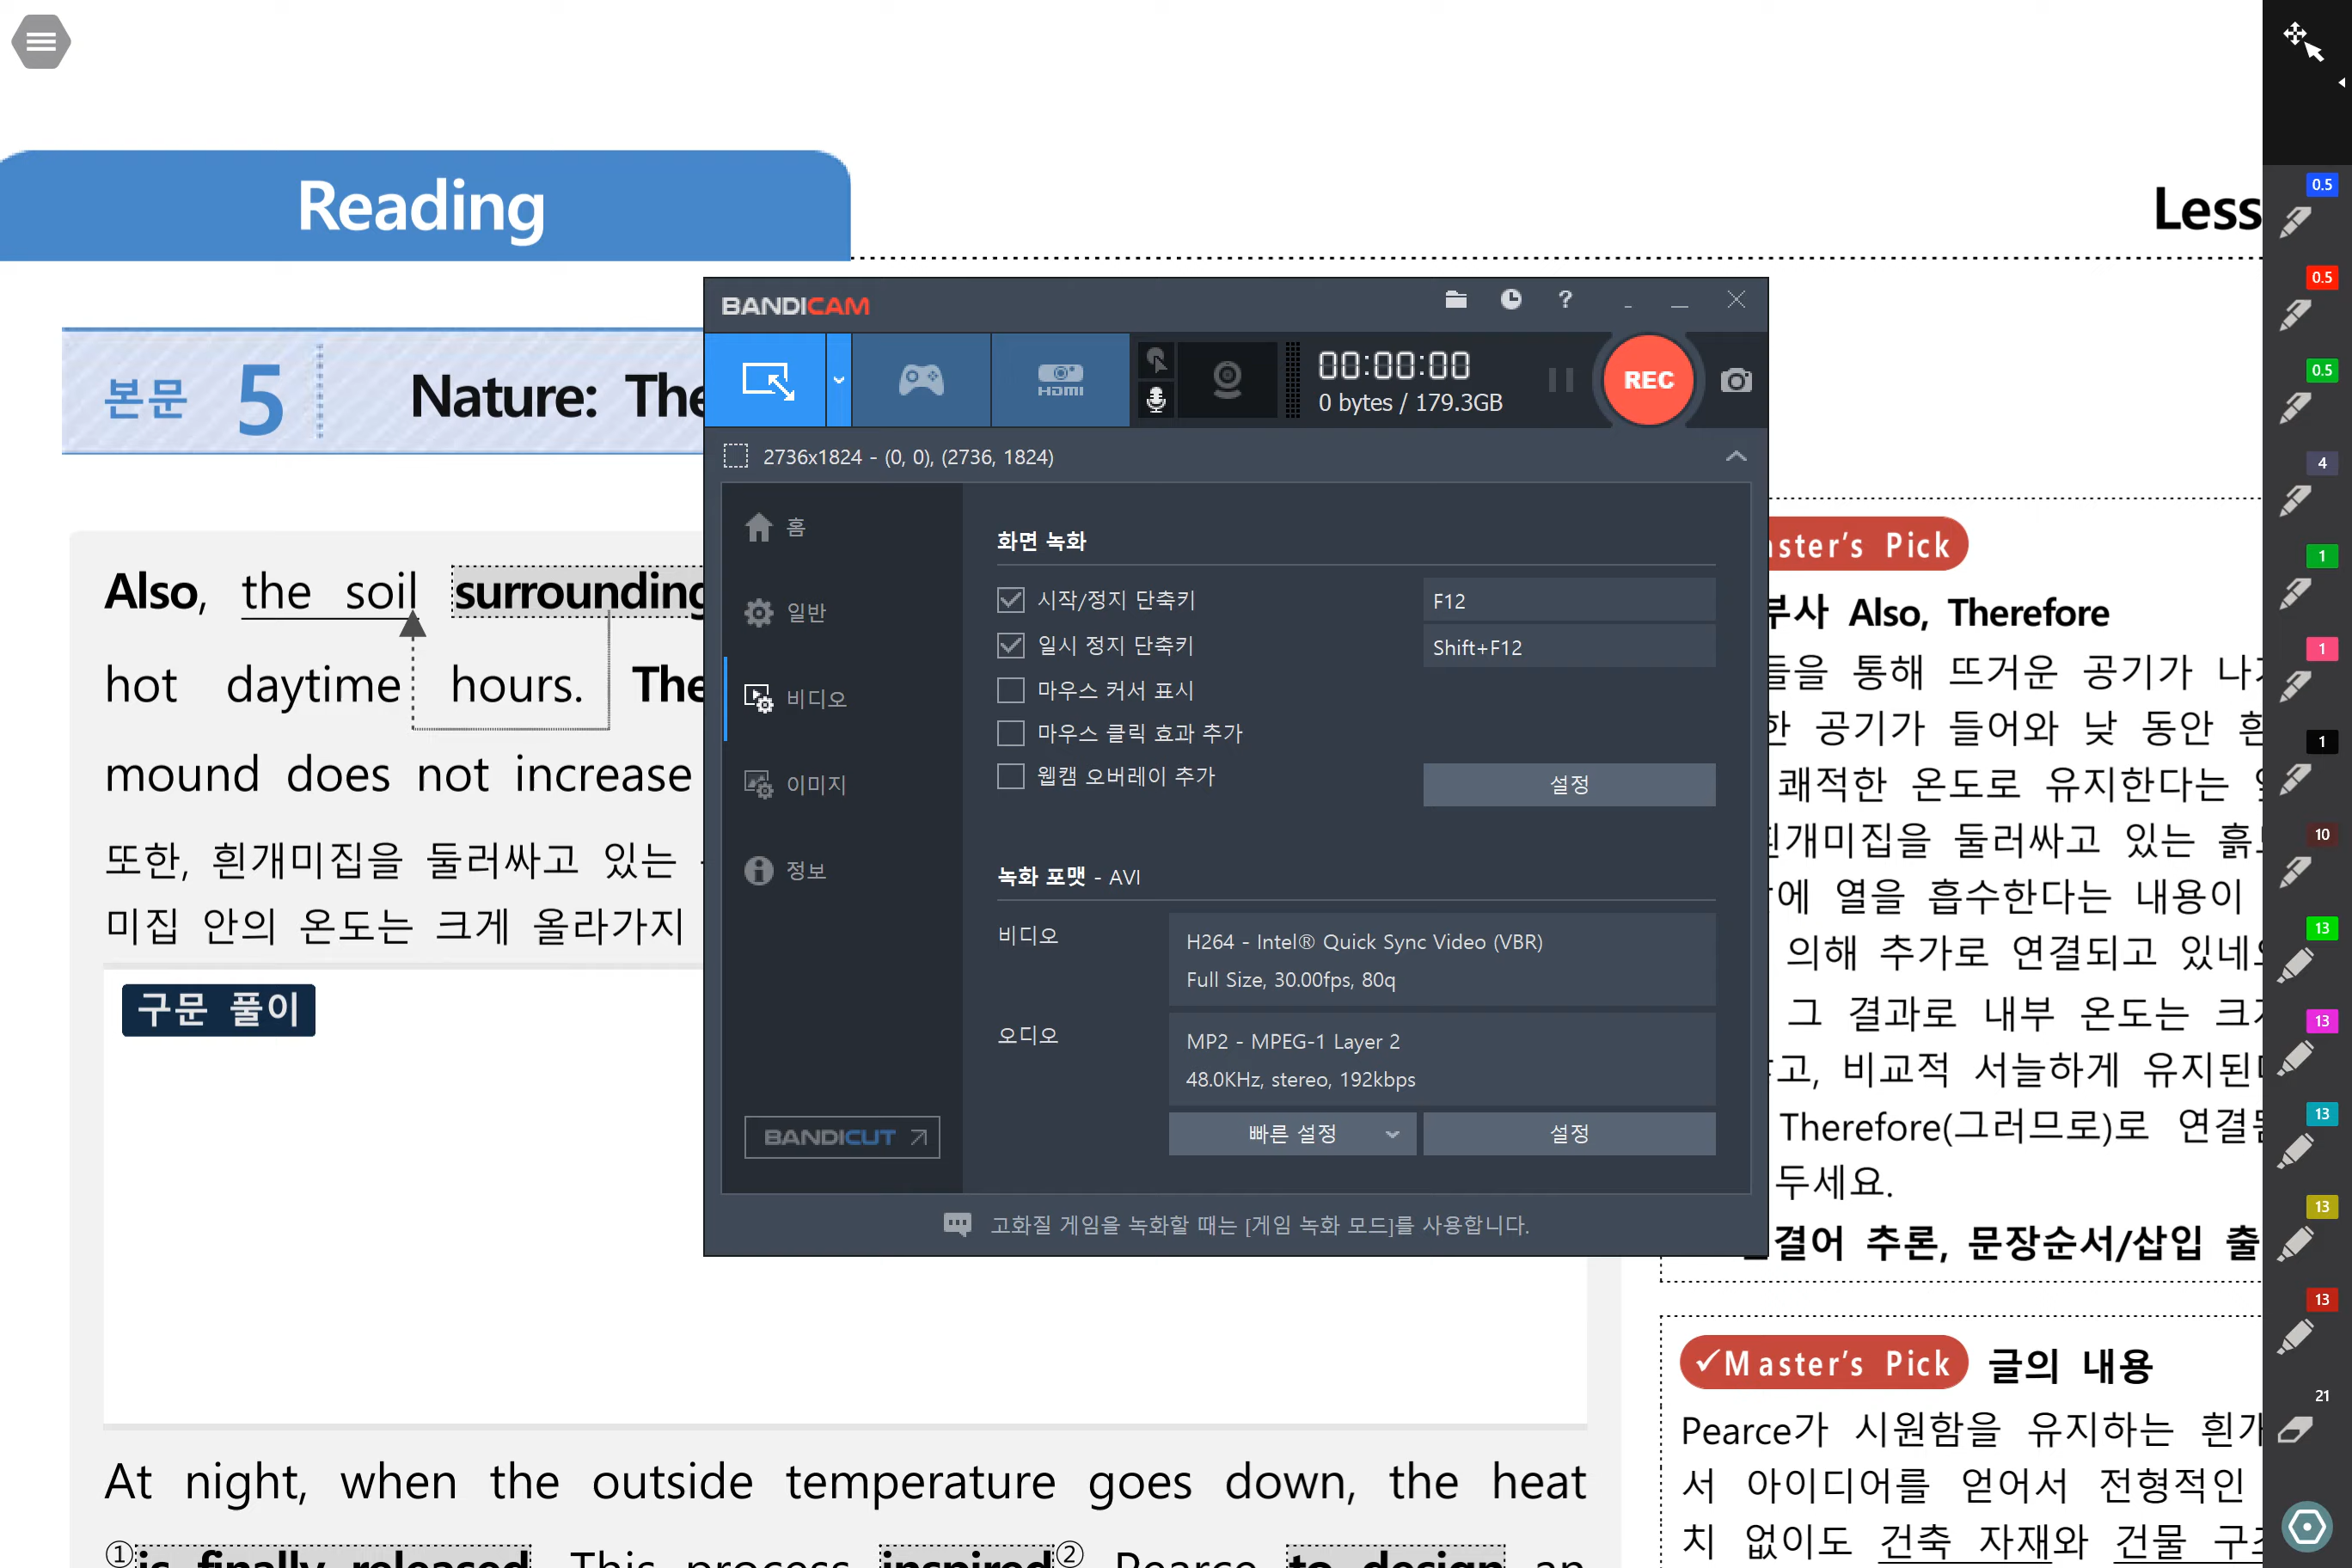 Reading
Less
본문 5
Nature: The
Also, the soil surrounding
hot daytime hours. The
mound does not increase
또한, 흰개미집을 둘러싸고 있는
미집 안의 온도는 크게 올라가지
구문 풀이
At night, when the outside temperature goes down, the heat
①is finally released. This process inspired② Pearce to design an
BANDICAM
?
HDMI
00:00:00
0 bytes / 179.3GB
REC
2736x1824 - (0, 0), (2736, 1824)
홈
일반
비디오
이미지
정보
BANDICUT
화면 녹화
시작/정지 단축키 F12
일시 정지 단축키 Shift+F12
마우스 커서 표시
마우스 클릭 효과 추가
웹캠 오버레이 추가 설정
녹화 포맷 - AVI
비디오
H264 - Intel® Quick Sync Video (VBR)
Full Size, 30.00fps, 80q
오디오
MP2 - MPEG-1 Layer 2
48.0KHz, stereo, 192kbps
빠른 설정 설정
고화질 게임을 녹화할 때는 [게임 녹화 모드]를 사용합니다.
Pick
부사 Also, Therefore
들을 통해 뜨거운 공기가
한 공기가 들어와 낮 동안
쾌적한 온도로 유지한다는
개미집을 둘러싸고 있는
에 열을 흡수한다는 내용이
의해 추가로 연결되고
그 결과로 내부 온도는
고, 비교적 서늘하게
Therefore(그러므로)로
두세요.
결어 추론, 문장순서/삽입 출
✓Master's Pick 글의 내용
Pearce가 시원함을 유지하는
서 아이디어를 얻어서 전형적인
치 없이도 건축 자재와 건물
0.5
0.5
0.5
4
1
1
1
10
13
13
13
13
13
21